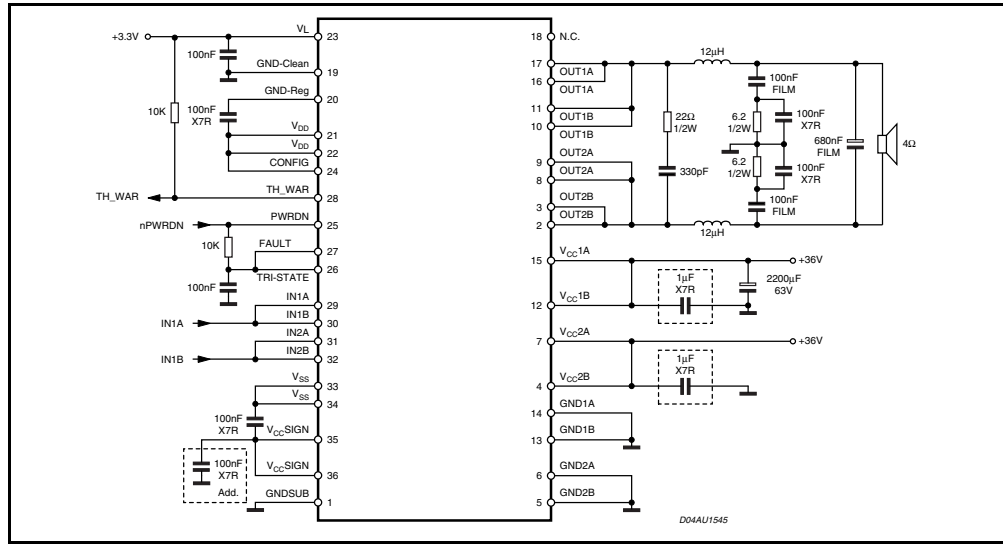 +3.3V
VL
23
18 N.C.
100nF
GND-Clean
19
GND-Reg
20
10K
100nF
X7R
VDD
21
VDD
22
CONFIG
24
TH_WAR
TH_WAR
28
nPWRDN
PWRDN
25
10K
FAULT
27
26
TRI-STATE
100nF
IN1A
29
IN1A
IN1B
30
IN2A
31
IN1B
IN2B
32
VSS
33
VSS
34
100nF
X7R
VCCSIGN
35
100nF
X7R
Add.
VCCSIGN
36
GNDSUB
1
17
OUT1A
16
OUT1A
11
OUT1B
10
OUT1B
9
OUT2A
8
OUT2A
3
OUT2B
2
OUT2B
12µH
22Ω
1/2W
330pF
100nF
FILM
6.2
1/2W
100nF
X7R
6.2
1/2W
100nF
X7R
100nF
FILM
680nF
FILM
4Ω
12µH
15
VCC1A
+36V
1µF
X7R
2200µF
63V
12
VCC1B
7
VCC2A
+36V
1µF
X7R
4
VCC2B
14
GND1A
13
GND1B
6
GND2A
5
GND2B
D04AU1545